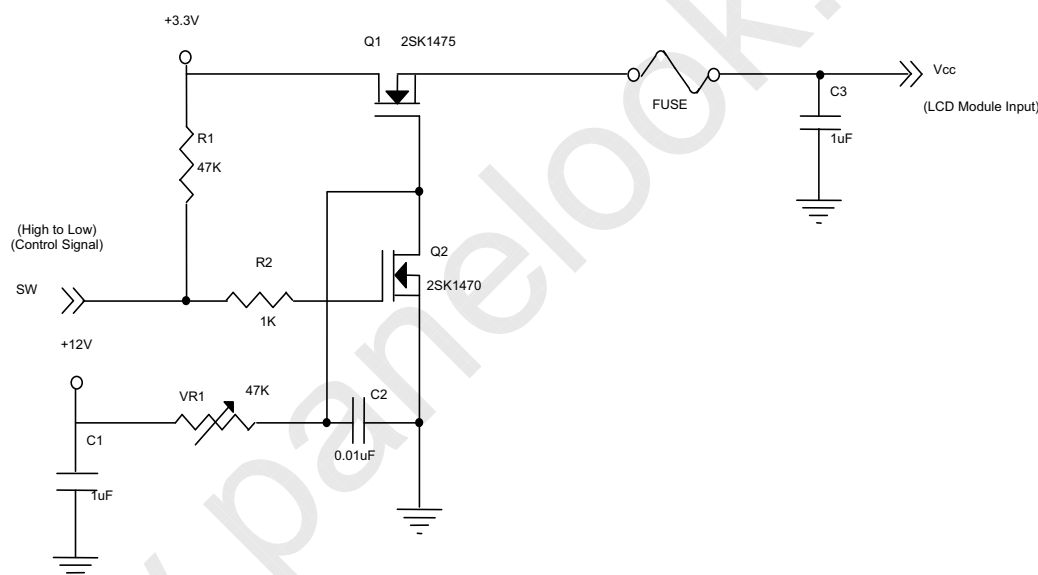 +3.3V
Q1 2SK1475
FUSE
Vcc
(LCD Module Input)
C3
1uF
R1
47K
(High to Low)
(Control Signal)
SW
R2
1K
Q2
2SK1470
+12V
VR1
47K
C2
0.01uF
C1
1uF
panelook.